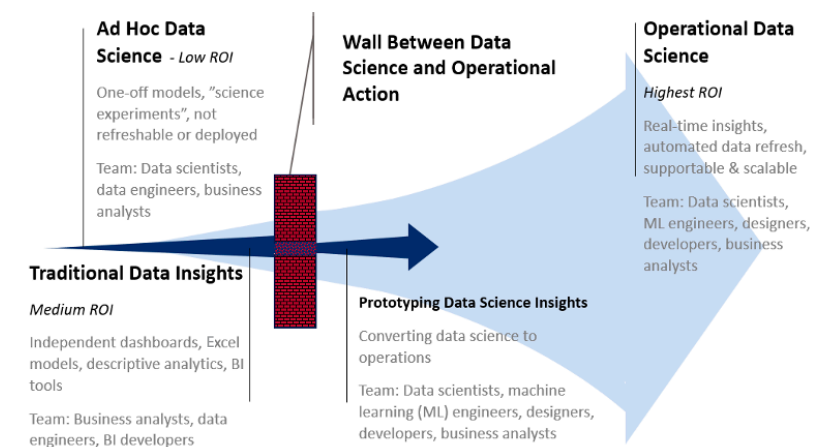 Ad Hoc Data
Science - Low ROI
One-off models, ”science
experiments”, not
refreshable or deployed
Team: Data scientists,
data engineers, business
analysts
Wall Between Data
Science and Operational
Action
Operational Data
Science
Highest ROI
Real-time insights,
automated data refresh,
supportable & scalable
Team: Data scientists,
ML engineers, designers,
developers, business
analysts
Traditional Data Insights
Medium ROI
Independent dashboards, Excel
models, descriptive analytics, BI
tools
Team: Business analysts, data
engineers, BI developers
Prototyping Data Science Insights
Converting data science to
operations
Team: Data scientists, machine
learning (ML) engineers, designers,
developers, business analysts